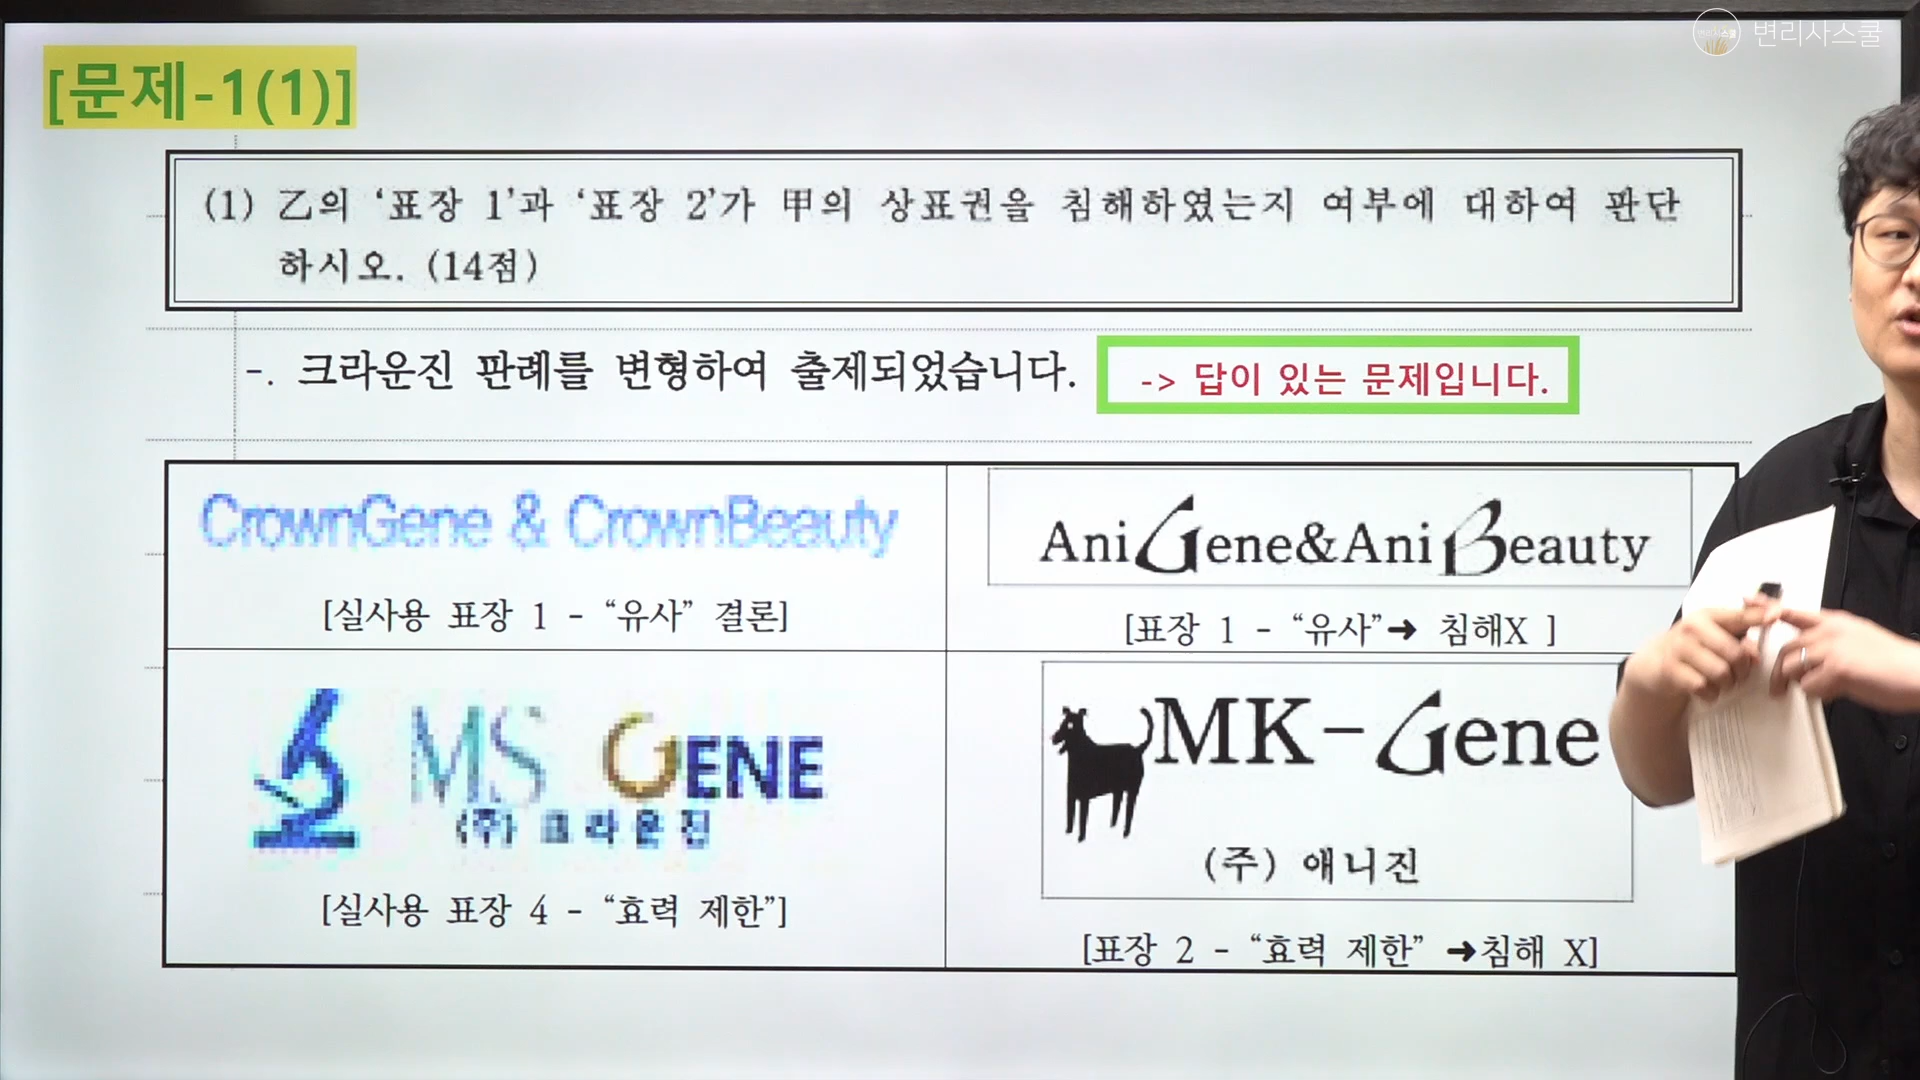 변리사스쿨
[문제-1(1)]
(1) 乙의 ‘표장 1’과 ‘표장 2’가 甲의 상표권을 침해하였는지 여부에 대하여 판단
하시오. (14점)
-. 크라운진 판례를 변형하여 출제되었습니다.
-> 답이 있는 문제입니다.
CrownGene & CrownBeauty
[실사용 표장 1 - “유사” 결론]
AniGene&AniBeauty
[표장 1 - “유사”➜ 침해X ]
MS GENE
(주) 크라운진
[실사용 표장 4 - “효력 제한”]
MK-Gene
(주) 애니진
[표장 2 - “효력 제한” ➜침해 X]